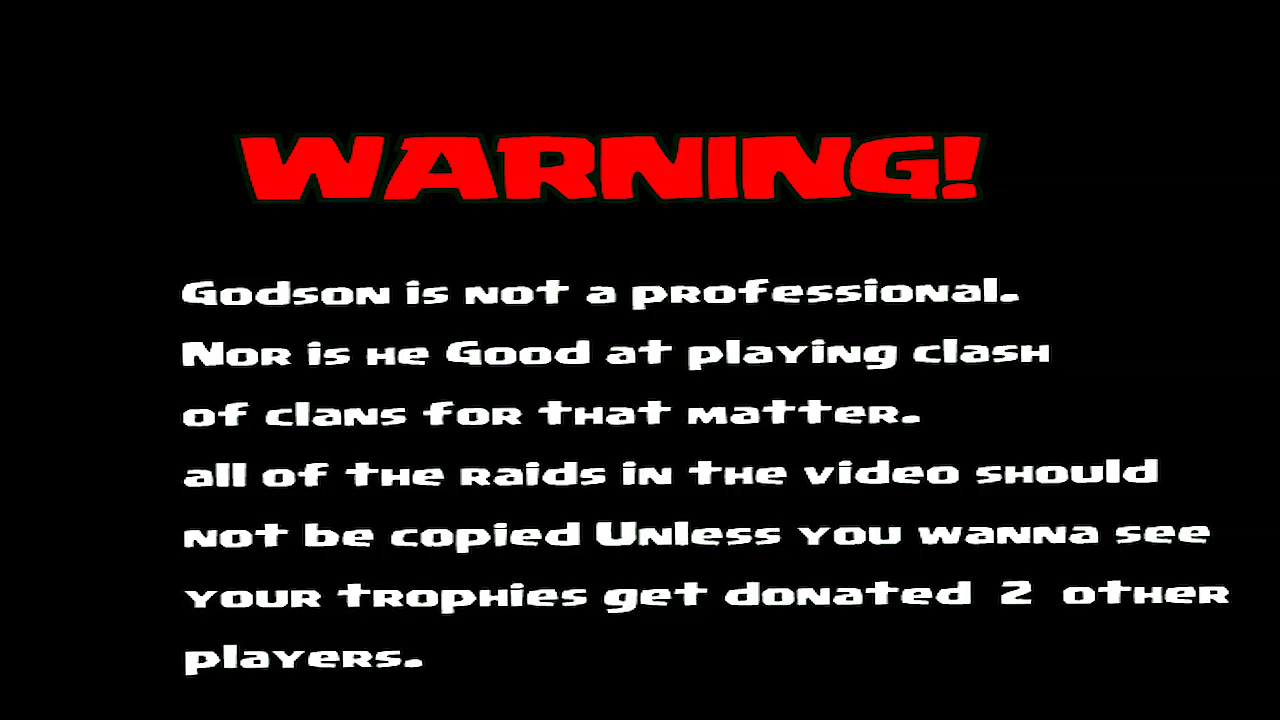 WARNING!
Godson is not a professional.
Nor is he Good at playing clash
of clans for that matter.
all of the raids in the video should
not be copied Unless you wanna see
your trophies get donated 2 other
players.